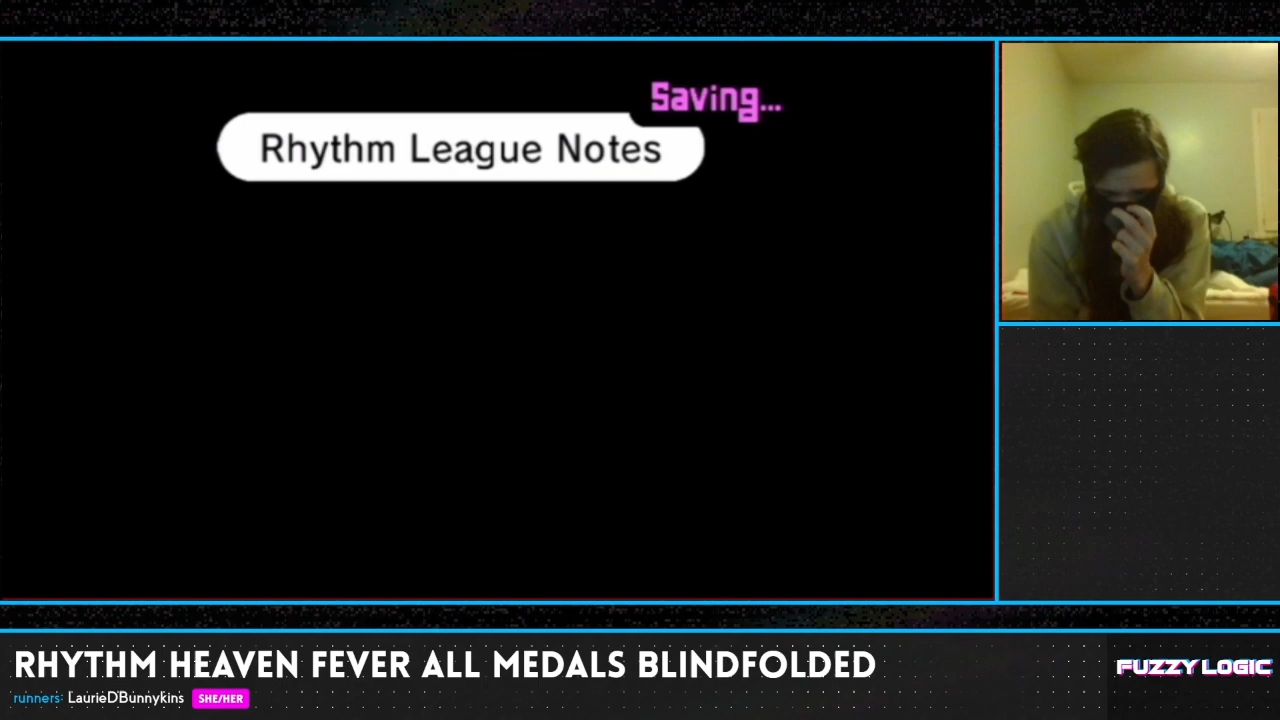 Saving...
Rhythm League Notes
RHYTHM HEAVEN FEVER ALL MEDALS BLINDFOLDED
runners: LaurieDBunnykins SHE/HER
FUZZY LOGIC